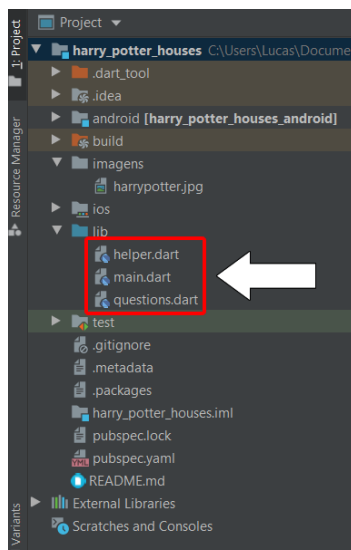 1: Project
Resource Manager
Variants
Project
harry_potter_houses C:\Users\Lucas\Docume
.dart_tool
.idea
android [harry_potter_houses_android]
build
imagens
harrypotter.jpg
ios
lib
helper.dart
main.dart
questions.dart
test
.gitignore
.metadata
.packages
harry_potter_houses.iml
pubspec.lock
pubspec.yaml
README.md
External Libraries
Scratches and Consoles